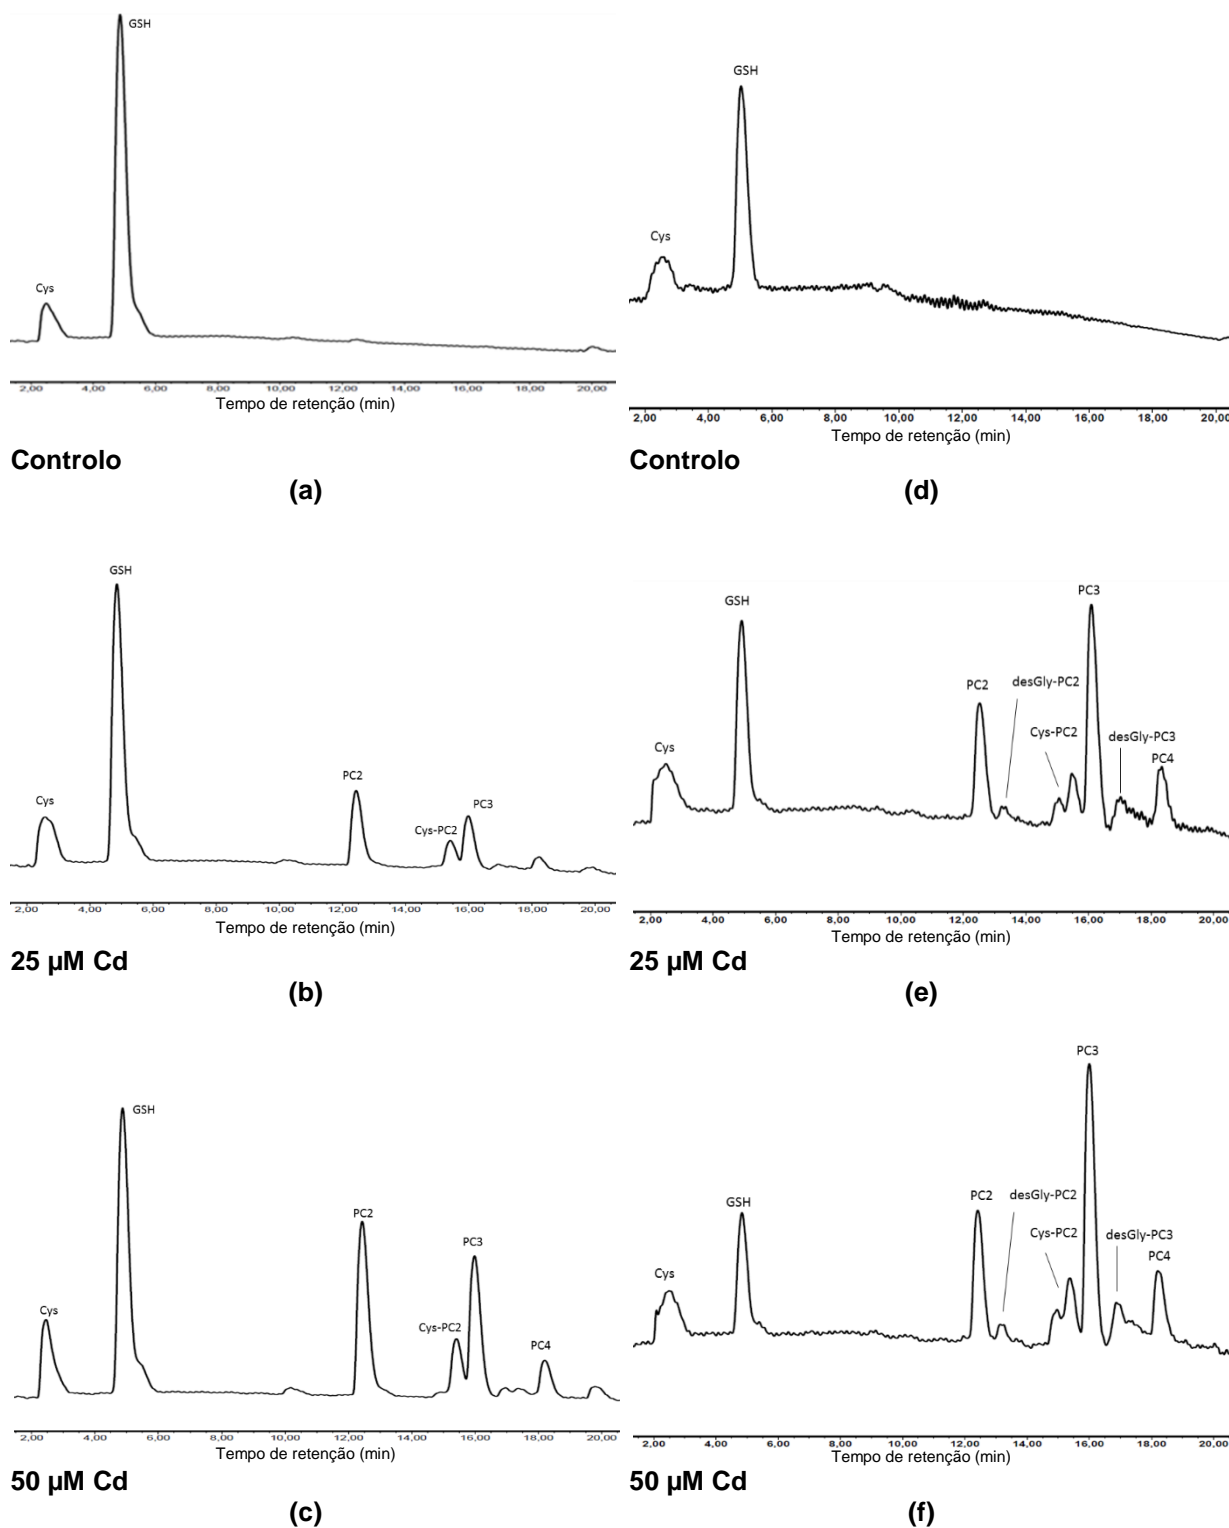 GSH
Cys
2,00 4,00 6,00 8,00 10,00 12,00 14,00 16,00 18,00 20,00
Tempo de retenção (min)
Controlo
(a)
GSH
Cys
2,00 4,00 6,00 8,00 10,00 12,00 14,00 16,00 18,00 20,00
Tempo de retenção (min)
Controlo
(d)
GSH
Cys
PC2
Cys-PC2
PC3
2,00 4,00 6,00 8,00 10,00 12,00 14,00 16,00 18,00 20,00
Tempo de retenção (min)
25 µM Cd
(b)
PC3
GSH
PC2
desGly-PC2
Cys-PC2
desGly-PC3
Cys
PC4
2,00 4,00 6,00 8,00 10,00 12,00 14,00 16,00 18,00 20,00
Tempo de retenção (min)
25 µM Cd
(e)
GSH
PC2
PC3
Cys
Cys-PC2
PC4
2,00 4,00 6,00 8,00 10,00 12,00 14,00 16,00 18,00 20,00
Tempo de retenção (min)
50 µM Cd
(c)
PC3
PC2
desGly-PC2
GSH
Cys-PC2
desGly-PC3
PC4
Cys
2,00 4,00 6,00 8,00 10,00 12,00 14,00 16,00 18,00 20,00
Tempo de retenção (min)
50 µM Cd
(f)